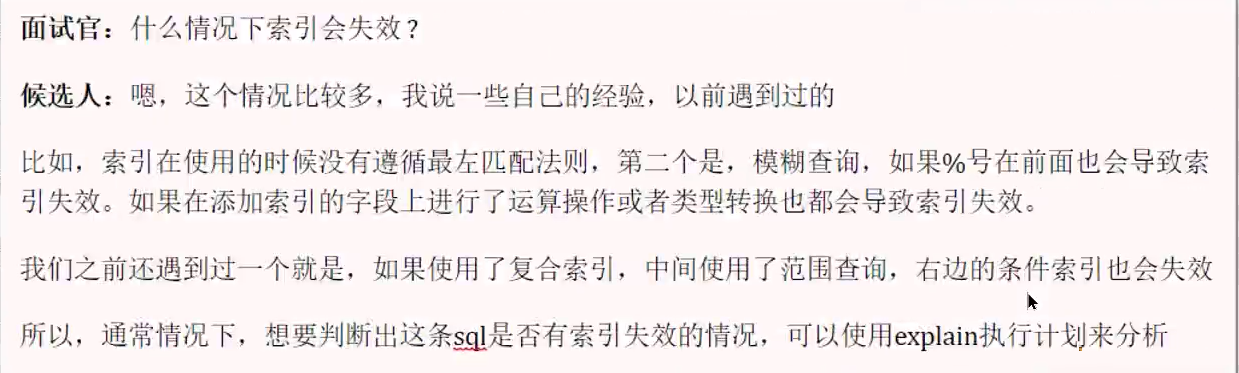 面试官：什么情况下索引会失效？
候选人：嗯，这个情况比较多，我说一些自己的经验，以前遇到过的
比如，索引在使用的时候没有遵循最左匹配法则，第二个是，模糊查询，如果%号在前面也会导致索
引失效。如果在添加索引的字段上进行了运算操作或者类型转换也都会导致索引失效。
我们之前还遇到过一个就是，如果使用了复合索引，中间使用了范围查询，右边的条件索引也会失效
所以，通常情况下，想要判断出这条sql是否有索引失效的情况，可以使用explain执行计划来分析